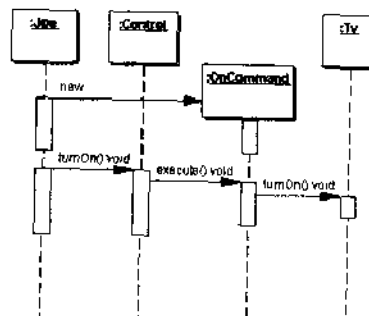 :Joe
:Control
:Tv
:OnCommand
new
turnOn() void
execute() void
turnOn() void